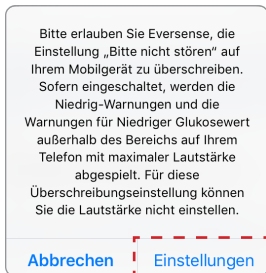 Bitte erlauben Sie Eversense, die
Einstellung „Bitte nicht stören“ auf
Ihrem Mobilgerät zu überschreiben.
Sofern eingeschaltet, werden die
Niedrig-Warnungen und die
Warnungen für Niedriger Glukosewert
außerhalb des Bereichs auf Ihrem
Telefon mit maximaler Lautstärke
abgespielt. Für diese
Überschreibungseinstellung können
Sie die Lautstärke nicht einstellen.
Abbrechen Einstellungen